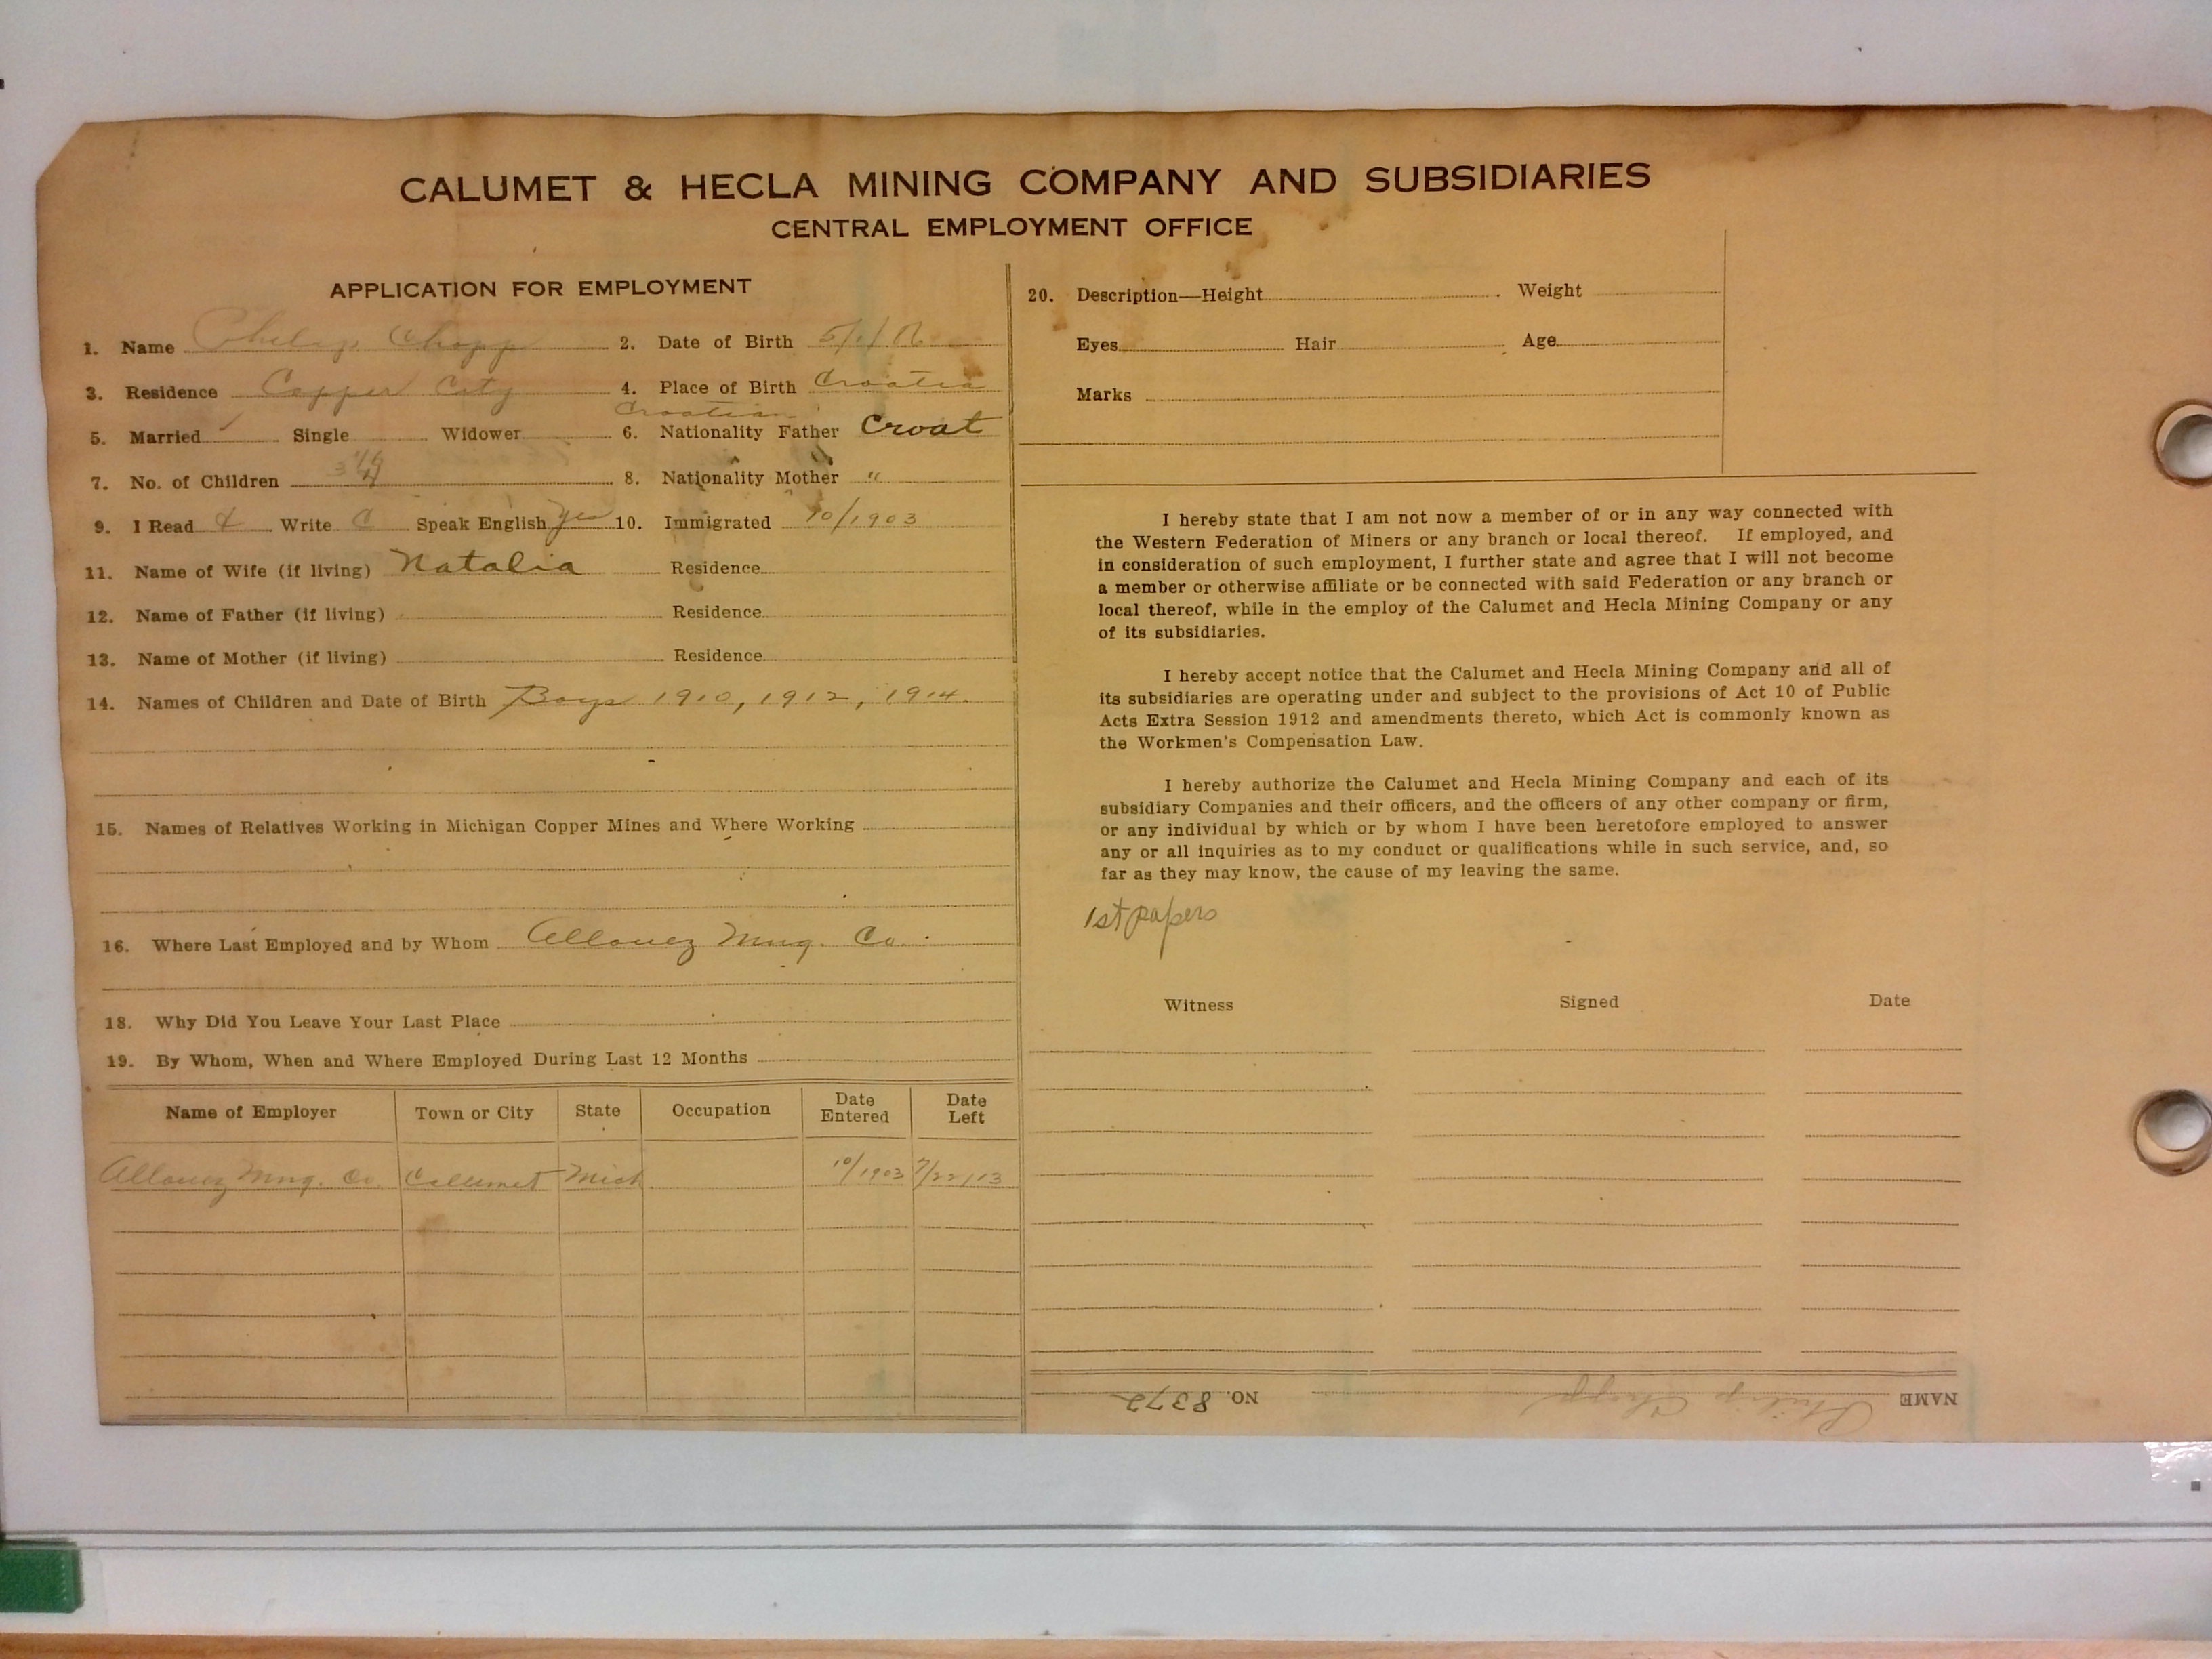 CALUMET & HECLA MINING COMPANY AND SUBSIDIARIES
CENTRAL EMPLOYMENT OFFICE
APPLICATION FOR EMPLOYMENT
1. Name Philip Chopp 2. Date of Birth 5/1/86
3. Residence Copper City 4. Place of Birth Croatia
Croatian
5. Married Single Widower 6. Nationality Father Croat
7. No. of Children 8. Nationality Mother "
9. I Read Write Speak English yes 10. Immigrated 10/1903
11. Name of Wife (if living) Natalia Residence
12. Name of Father (if living) Residence
13. Name of Mother (if living) Residence
14. Names of Children and Date of Birth Boys 1910, 1912, 1914.
15. Names of Relatives Working in Michigan Copper Mines and Where Working
16. Where Last Employed and by Whom Allouez Mng. Co.
18. Why Did You Leave Your Last Place
19. By Whom, When and Where Employed During Last 12 Months
Name of Employer Town or City State Occupation Date Entered Date Left
Allouez Mng. Co. Calumet Mich 10/1903 7/22/13
20. Description—Height Weight
Eyes Hair Age
Marks
I hereby state that I am not now a member of or in any way connected with
the Western Federation of Miners or any branch or local thereof. If employed, and
in consideration of such employment, I further state and agree that I will not become
a member or otherwise affiliate or be connected with said Federation or any branch or
local thereof, while in the employ of the Calumet and Hecla Mining Company or any
of its subsidiaries.
I hereby accept notice that the Calumet and Hecla Mining Company and all of
its subsidiaries are operating under and subject to the provisions of Act 10 of Public
Acts Extra Session 1912 and amendments thereto, which Act is commonly known as
the Workmen's Compensation Law.
I hereby authorize the Calumet and Hecla Mining Company and each of its
subsidiary Companies and their officers, and the officers of any other company or firm,
or any individual by which or by whom I have been heretofore employed to answer
any or all inquiries as to my conduct or qualifications while in such service, and, so
far as they may know, the cause of my leaving the same.
1st papers
Witness Signed Date
NAME Philip Chopp NO. 8372